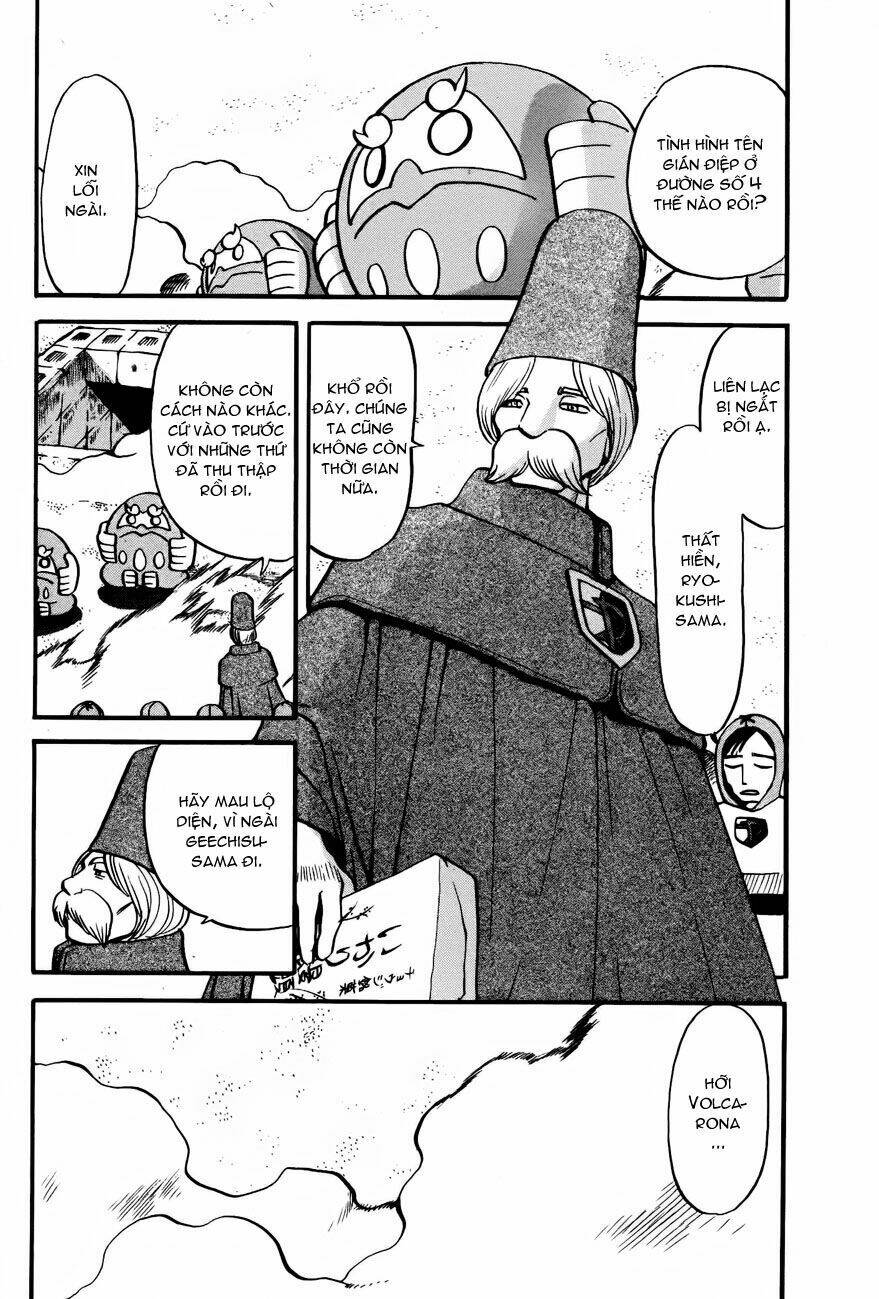 TÌNH HÌNH TÊN
GIÁN ĐIỆP Ở
ĐƯỜNG SỐ 4
THẾ NÀO RỒI?
XIN
LỖI
NGÀI.
LIÊN LẠC
BỊ NGẮT
RỒI Ạ.
THẤT
HIỀN,
RYO-
KUSHI-
SAMA.
KHỔ RỒI
ĐÂY. CHÚNG
TA CŨNG
KHÔNG CÒN
THỜI GIAN
NỮA.
KHÔNG CÒN
CÁCH NÀO KHÁC.
CỨ VÀO TRƯỚC
VỚI NHỮNG THỨ
ĐÃ THU THẬP
RỒI ĐI.
HÃY MAU LỘ
DIỆN, VÌ NGÀI
GEECHISU-
SAMA ĐI.
HỠI
VOLCA-
RONA
...